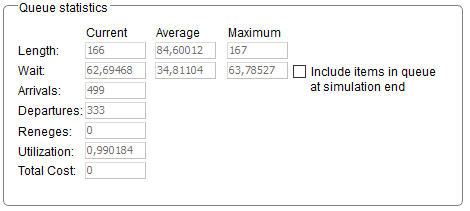 Queue statistics
Current Average Maximum
Length: 166 84,60012 167
Wait: 62,69468 34,81104 63,78527 Include items in queue
at simulation end
Arrivals: 499
Departures: 333
Reneges: 0
Utilization: 0,990184
Total Cost: 0